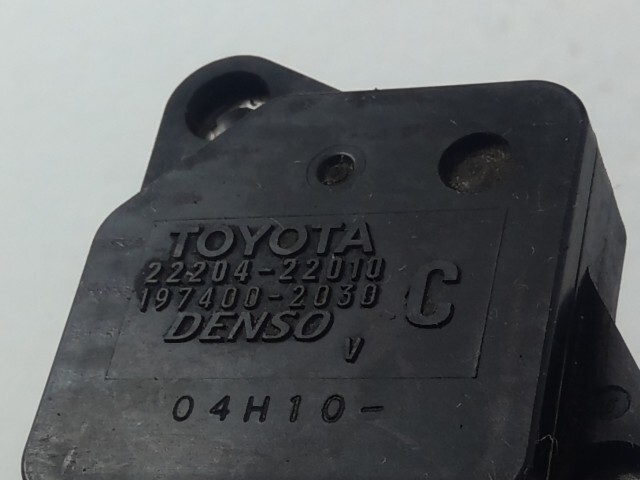 TOYOTA
22204-22010
197400-2030
C
DENSO
V
04H10-